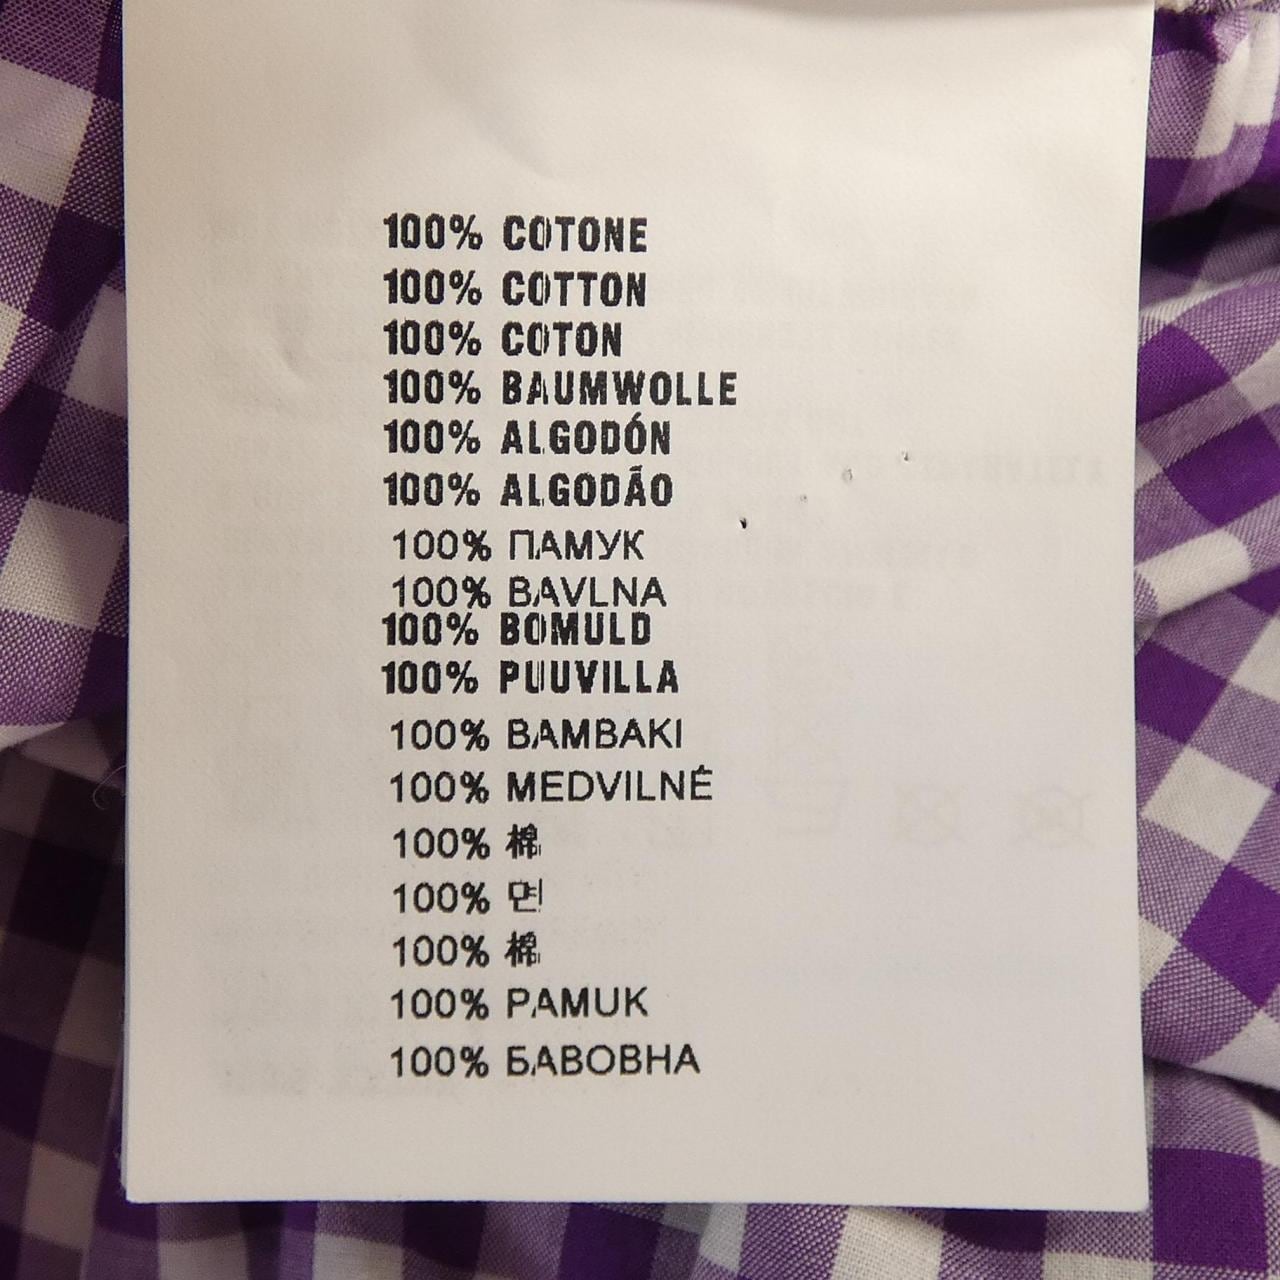 100% COTONE
100% COTTON
100% COTON
100% BAUMWOLLE
100% ALGODÓN
100% ALGODÃO
100% ПАМУК
100% BAVLNA
100% BOMULD
100% PUUVILLA
100% BAMBAKI
100% MEDVILNÉ
100% 棉
100% 면
100% 棉
100% PAMUK
100% БАВОВНА